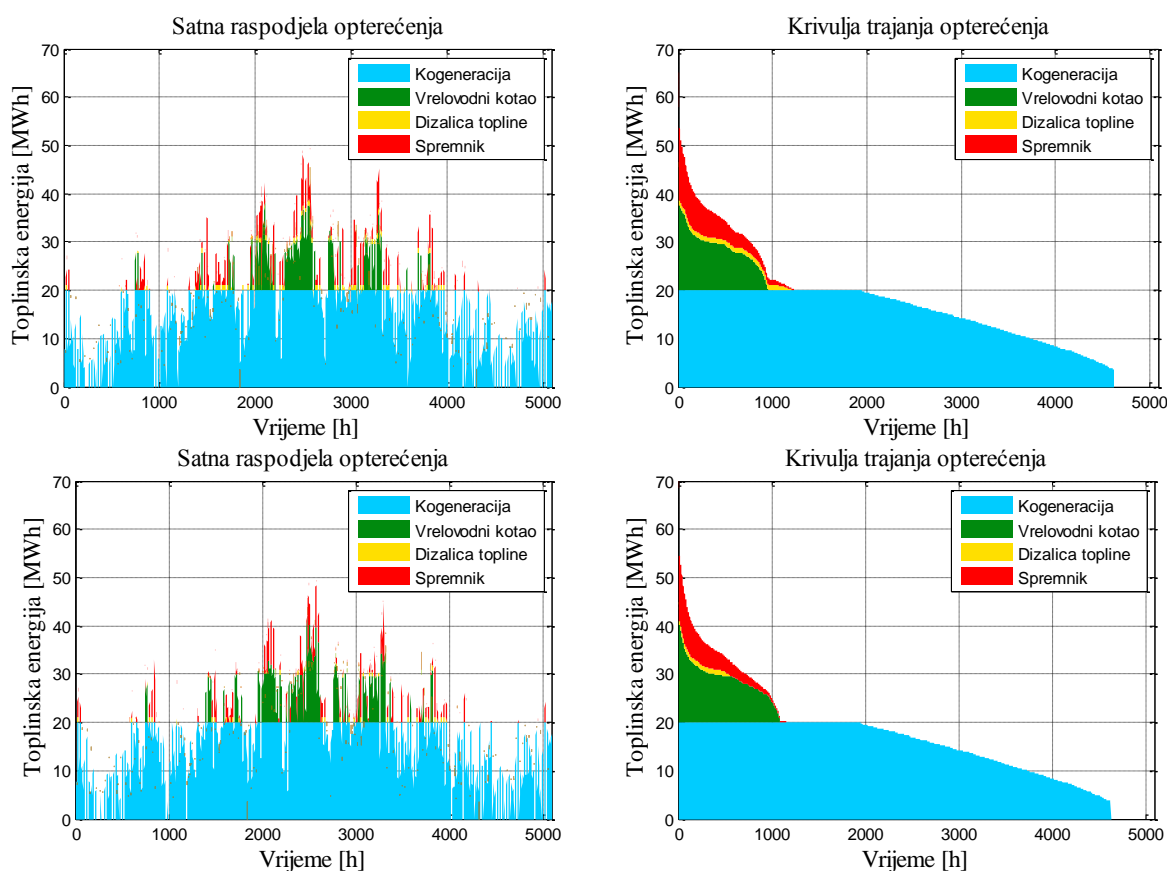 Satna raspodjela opterećenja
Toplinska energija [MWh]
70
60
50
40
30
20
10
0
Kogeneracija
Vrelovodni kotao
Dizalica topline
Spremnik
0 1000 2000 3000 4000 5000
Vrijeme [h]
Krivulja trajanja opterećenja
Toplinska energija [MWh]
70
60
50
40
30
20
10
0
Kogeneracija
Vrelovodni kotao
Dizalica topline
Spremnik
0 1000 2000 3000 4000 5000
Vrijeme [h]
Satna raspodjela opterećenja
Toplinska energija [MWh]
70
60
50
40
30
20
10
0
Kogeneracija
Vrelovodni kotao
Dizalica topline
Spremnik
0 1000 2000 3000 4000 5000
Vrijeme [h]
Krivulja trajanja opterećenja
Toplinska energija [MWh]
70
60
50
40
30
20
10
0
Kogeneracija
Vrelovodni kotao
Dizalica topline
Spremnik
0 1000 2000 3000 4000 5000
Vrijeme [h]